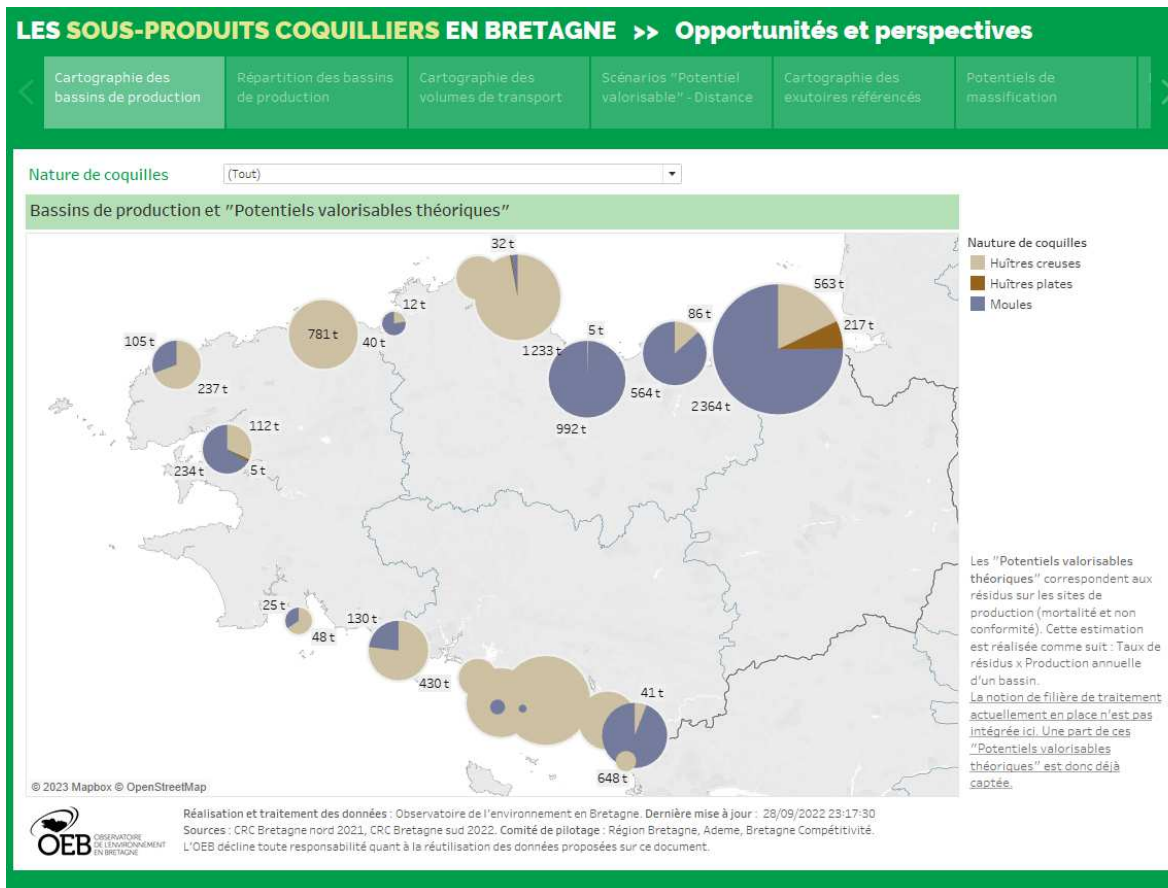 LES SOUS-PRODUITS COQUILLIERS EN BRETAGNE >> Opportunités et perspectives
Cartographie des
bassins de production
Répartition des bassins
de production
Cartographie des
volumes de transport
Scénarios "Potentiel
valorisable" - Distance
Cartographie des
exutoires référencés
Potentiels de
massification
Nature de coquilles
(Tout)
Bassins de production et "Potentiels valorisables théoriques"
32 t
12 t
781 t
40 t
105 t
237 t
1233 t
5 t
86 t
563 t
217 t
564 t
2364 t
992 t
112 t
234 t
5 t
25 t
48 t
130 t
430 t
41 t
648 t
© 2023 Mapbox © OpenStreetMap
Nauture de coquilles
Huîtres creuses
Huîtres plates
Moules
Les "Potentiels valorisables
théoriques" correspondent aux
résidus sur les sites de
production (mortalité et non
conformité). Cette estimation
est réalisée comme suit : Taux de
résidus x Production annuelle
d'un bassin.
La notion de filière de traitement
actuellement en place n'est pas
intégrée ici. Une part de ces
"Potentiels valorisables
théoriques" est donc déjà
captée.
OEB
OBSERVATOIRE
DE L'ENVIRONNEMENT
EN BRETAGNE
Réalisation et traitement des données : Observatoire de l'environnement en Bretagne. Dernière mise à jour : 28/09/2022 23:17:30
Sources : CRC Bretagne nord 2021, CRC Bretagne sud 2022. Comité de pilotage : Région Bretagne, Ademe, Bretagne Compétitivité.
L'OEB décline toute responsabilité quant à la réutilisation des données proposées sur ce document.